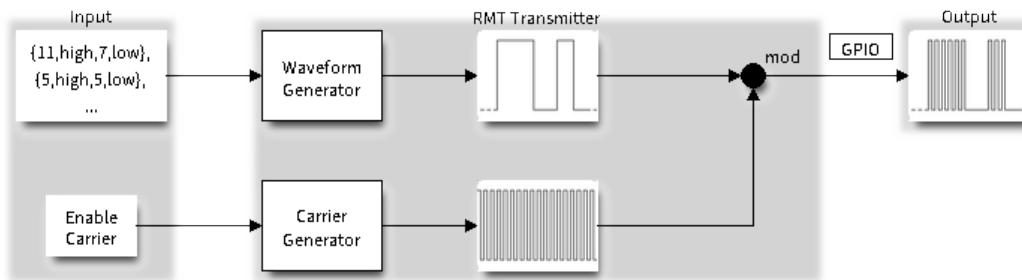 Input
RMT Transmitter
Output
{11,high,7,low},
{5,high,5,low},
...
Waveform
Generator
mod
GPIO
Enable
Carrier
Carrier
Generator